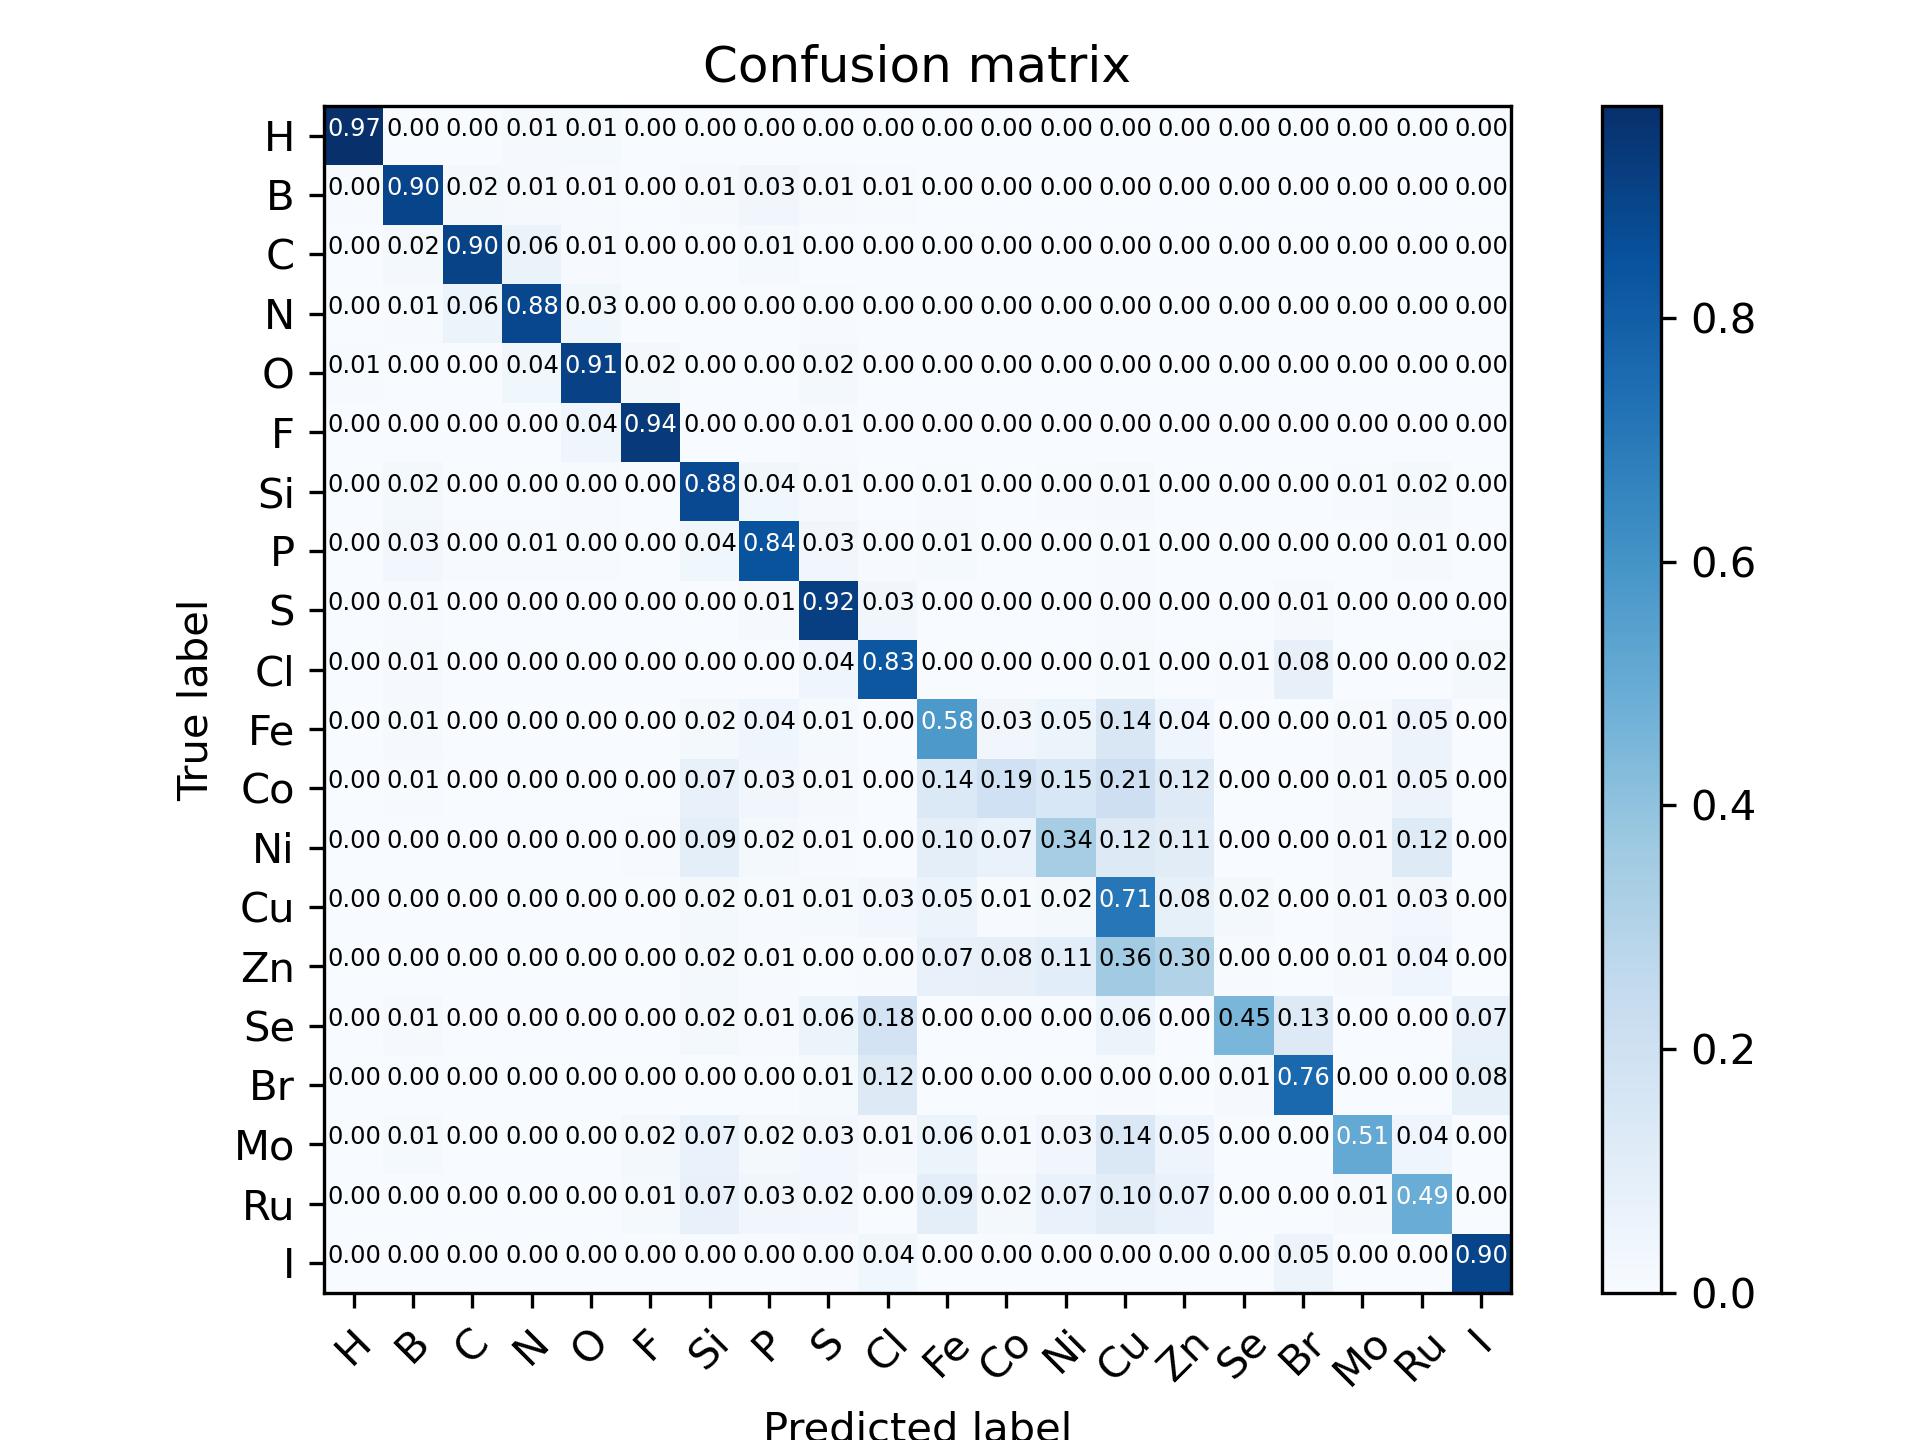 Confusion matrix
H 0.97 0.00 0.00 0.01 0.01 0.00 0.00 0.00 0.00 0.00 0.00 0.00 0.00 0.00 0.00 0.00 0.00 0.00 0.00 0.00
B 0.00 0.90 0.02 0.01 0.01 0.00 0.01 0.03 0.01 0.01 0.00 0.00 0.00 0.00 0.00 0.00 0.00 0.00 0.00 0.00
C 0.00 0.02 0.90 0.06 0.01 0.00 0.00 0.01 0.00 0.00 0.00 0.00 0.00 0.00 0.00 0.00 0.00 0.00 0.00 0.00
N 0.00 0.01 0.06 0.88 0.03 0.00 0.00 0.00 0.00 0.00 0.00 0.00 0.00 0.00 0.00 0.00 0.00 0.00 0.00 0.00
O 0.01 0.00 0.00 0.04 0.91 0.02 0.00 0.00 0.02 0.00 0.00 0.00 0.00 0.00 0.00 0.00 0.00 0.00 0.00 0.00
F 0.00 0.00 0.00 0.00 0.04 0.94 0.00 0.00 0.01 0.00 0.00 0.00 0.00 0.00 0.00 0.00 0.00 0.00 0.00 0.00
Si 0.00 0.02 0.00 0.00 0.00 0.00 0.88 0.04 0.01 0.00 0.01 0.00 0.00 0.01 0.00 0.00 0.00 0.01 0.02 0.00
P 0.00 0.03 0.00 0.01 0.00 0.00 0.04 0.84 0.03 0.00 0.01 0.00 0.00 0.01 0.00 0.00 0.00 0.00 0.01 0.00
S 0.00 0.01 0.00 0.00 0.00 0.00 0.00 0.01 0.92 0.03 0.00 0.00 0.00 0.00 0.00 0.00 0.01 0.00 0.00 0.00
Cl 0.00 0.01 0.00 0.00 0.00 0.00 0.00 0.00 0.04 0.83 0.00 0.00 0.00 0.01 0.00 0.01 0.08 0.00 0.00 0.02
Fe 0.00 0.01 0.00 0.00 0.00 0.00 0.02 0.04 0.01 0.00 0.58 0.03 0.05 0.14 0.04 0.00 0.00 0.01 0.05 0.00
Co 0.00 0.01 0.00 0.00 0.00 0.00 0.07 0.03 0.01 0.00 0.14 0.19 0.15 0.21 0.12 0.00 0.00 0.01 0.05 0.00
Ni 0.00 0.00 0.00 0.00 0.00 0.00 0.09 0.02 0.01 0.00 0.10 0.07 0.34 0.12 0.11 0.00 0.00 0.01 0.12 0.00
Cu 0.00 0.00 0.00 0.00 0.00 0.00 0.02 0.01 0.01 0.03 0.05 0.01 0.02 0.71 0.08 0.02 0.00 0.01 0.03 0.00
Zn 0.00 0.00 0.00 0.00 0.00 0.00 0.02 0.01 0.00 0.00 0.07 0.08 0.11 0.36 0.30 0.00 0.00 0.01 0.04 0.00
Se 0.00 0.01 0.00 0.00 0.00 0.00 0.02 0.01 0.06 0.18 0.00 0.00 0.00 0.06 0.00 0.45 0.13 0.00 0.00 0.07
Br 0.00 0.00 0.00 0.00 0.00 0.00 0.00 0.00 0.01 0.12 0.00 0.00 0.00 0.00 0.00 0.01 0.76 0.00 0.00 0.08
Mo 0.00 0.01 0.00 0.00 0.00 0.02 0.07 0.02 0.03 0.01 0.06 0.01 0.03 0.14 0.05 0.00 0.00 0.51 0.04 0.00
Ru 0.00 0.00 0.00 0.00 0.00 0.01 0.07 0.03 0.02 0.00 0.09 0.02 0.07 0.10 0.07 0.00 0.00 0.01 0.49 0.00
I 0.00 0.00 0.00 0.00 0.00 0.00 0.00 0.00 0.00 0.04 0.00 0.00 0.00 0.00 0.00 0.00 0.05 0.00 0.00 0.90
H B C N O F Si P S Cl Fe Co Ni Cu Zn Se Br Mo Ru I
Predicted label
True label
0.8
0.6
0.4
0.2
0.0